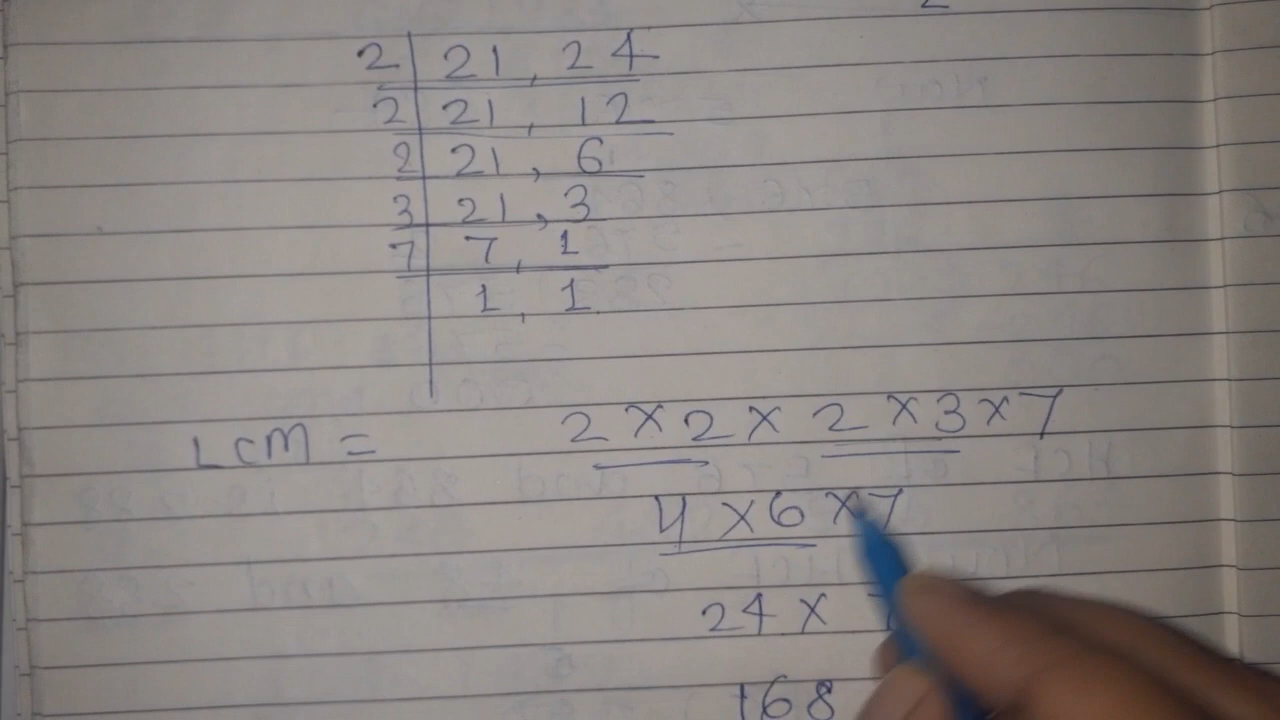 2 | 21, 24
2 | 21, 12
2 | 21, 6
3 | 21, 3
7 | 7, 1
1, 1
LCM = 2 × 2 × 2 × 3 × 7
4 × 6 × 7
24 × 7
168